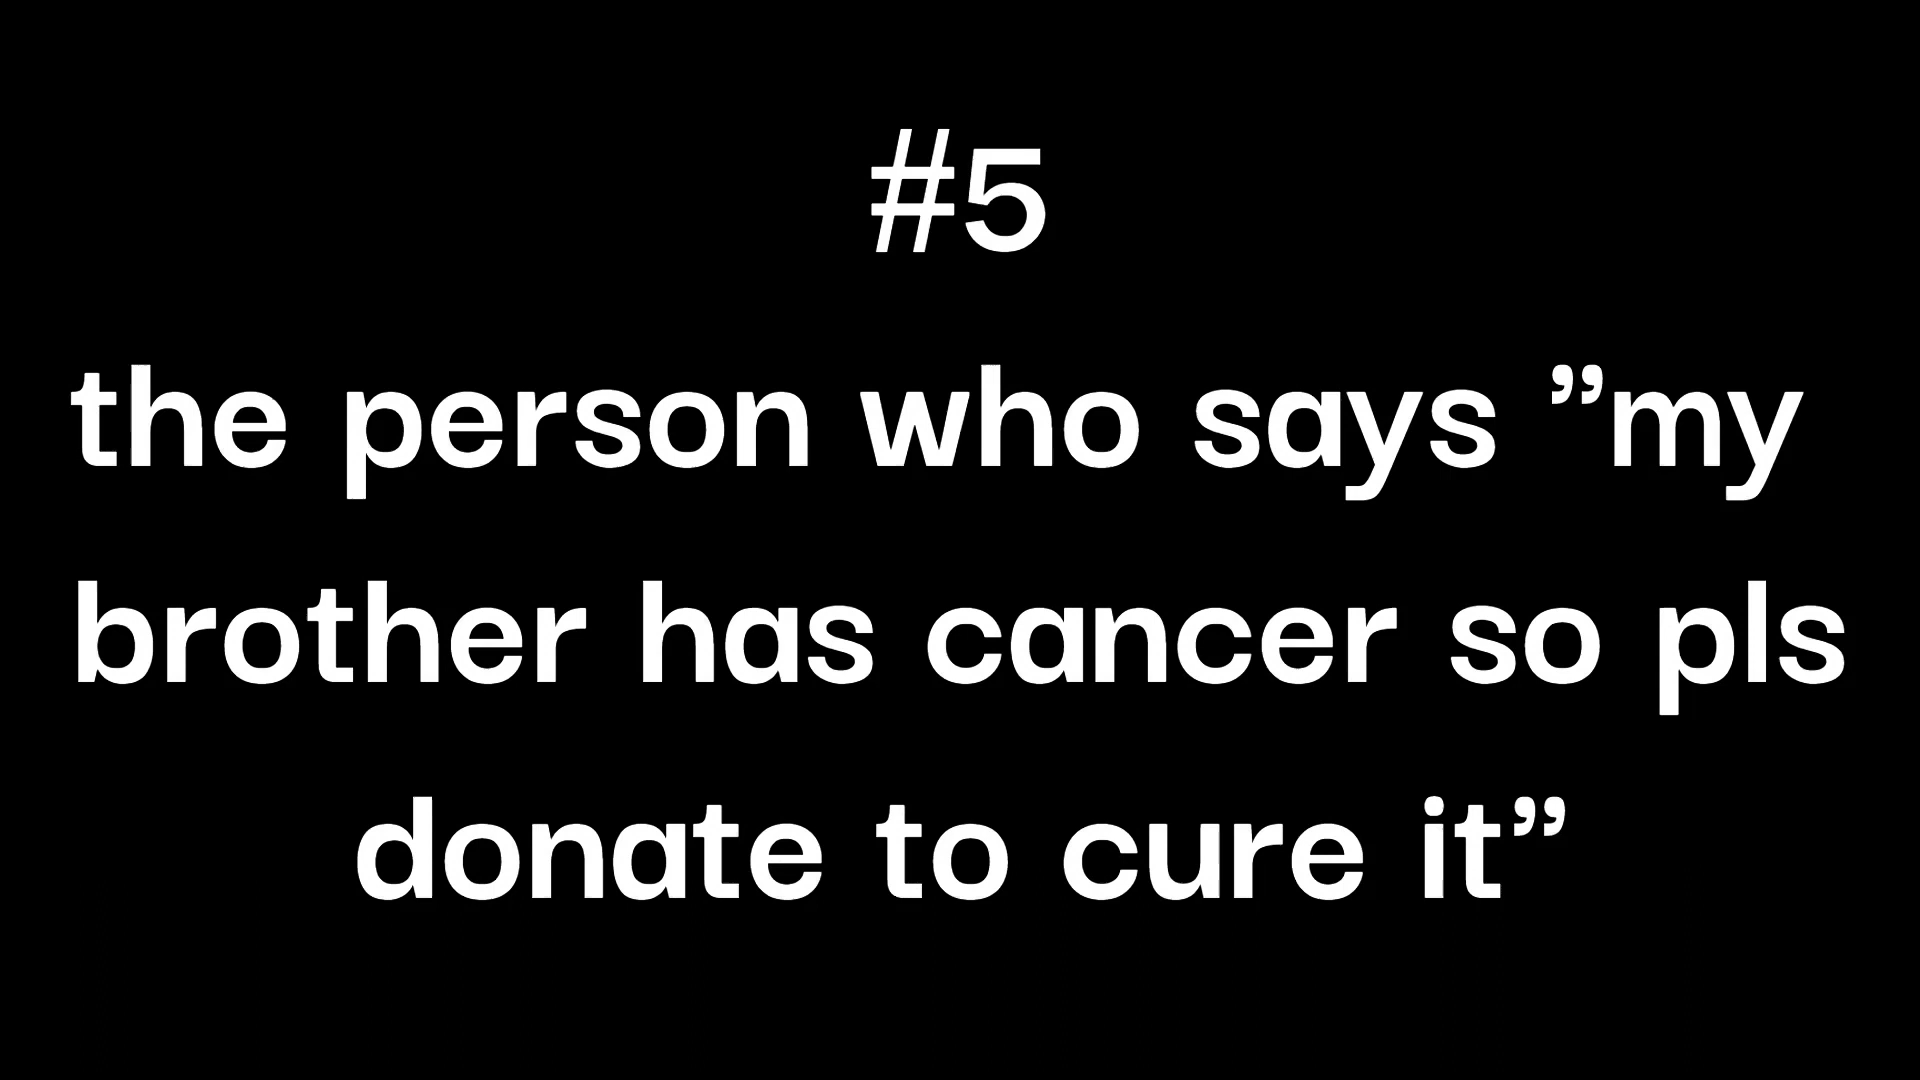 #5
the person who says ”my
brother has cancer so pls
donate to cure it”